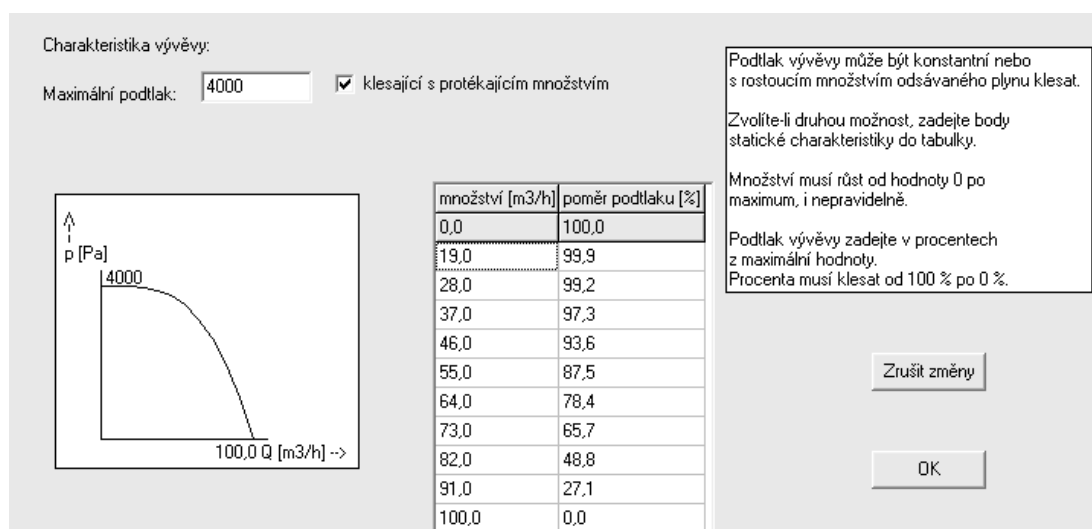 Charakteristika vývěvy:
Maximální podtlak:
4000
klesající s protékajícím množstvím
Podtlak vývěvy může být konstantní nebo
s rostoucím množstvím odsávaného plynu klesat.
Zvolíte-li druhou možnost, zadejte body
statické charakteristiky do tabulky.
Množství musí růst od hodnoty 0 po
maximum, i nepravidelně.
Podtlak vývěvy zadejte v procentech
z maximální hodnoty.
Procenta musí klesat od 100 % po 0 %.
p [Pa]
4000
100,0 Q [m3/h] -->
množství [m3/h] poměr podtlaku [%]
0,0 100,0
19,0 99,9
28,0 99,2
37,0 97,3
46,0 93,6
55,0 87,5
64,0 78,4
73,0 65,7
82,0 48,8
91,0 27,1
100,0 0,0
Zrušit změny
OK